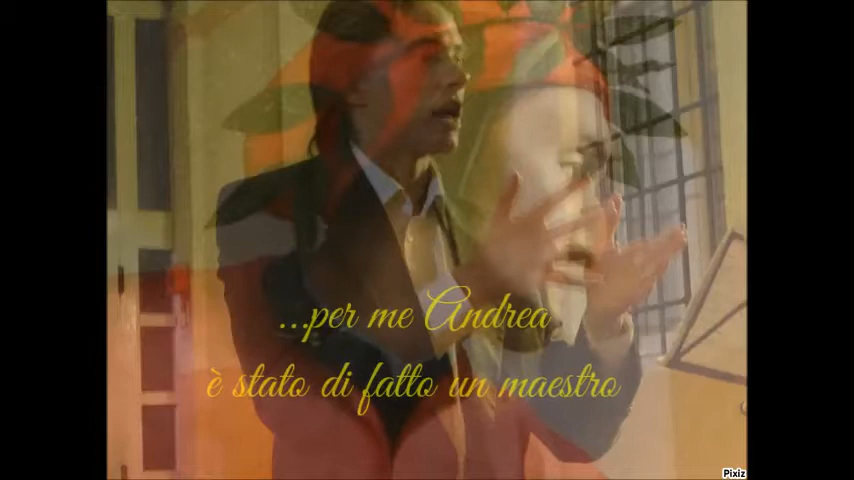 ...per me Andrea
è stato di fatto un maestro
Pixiz